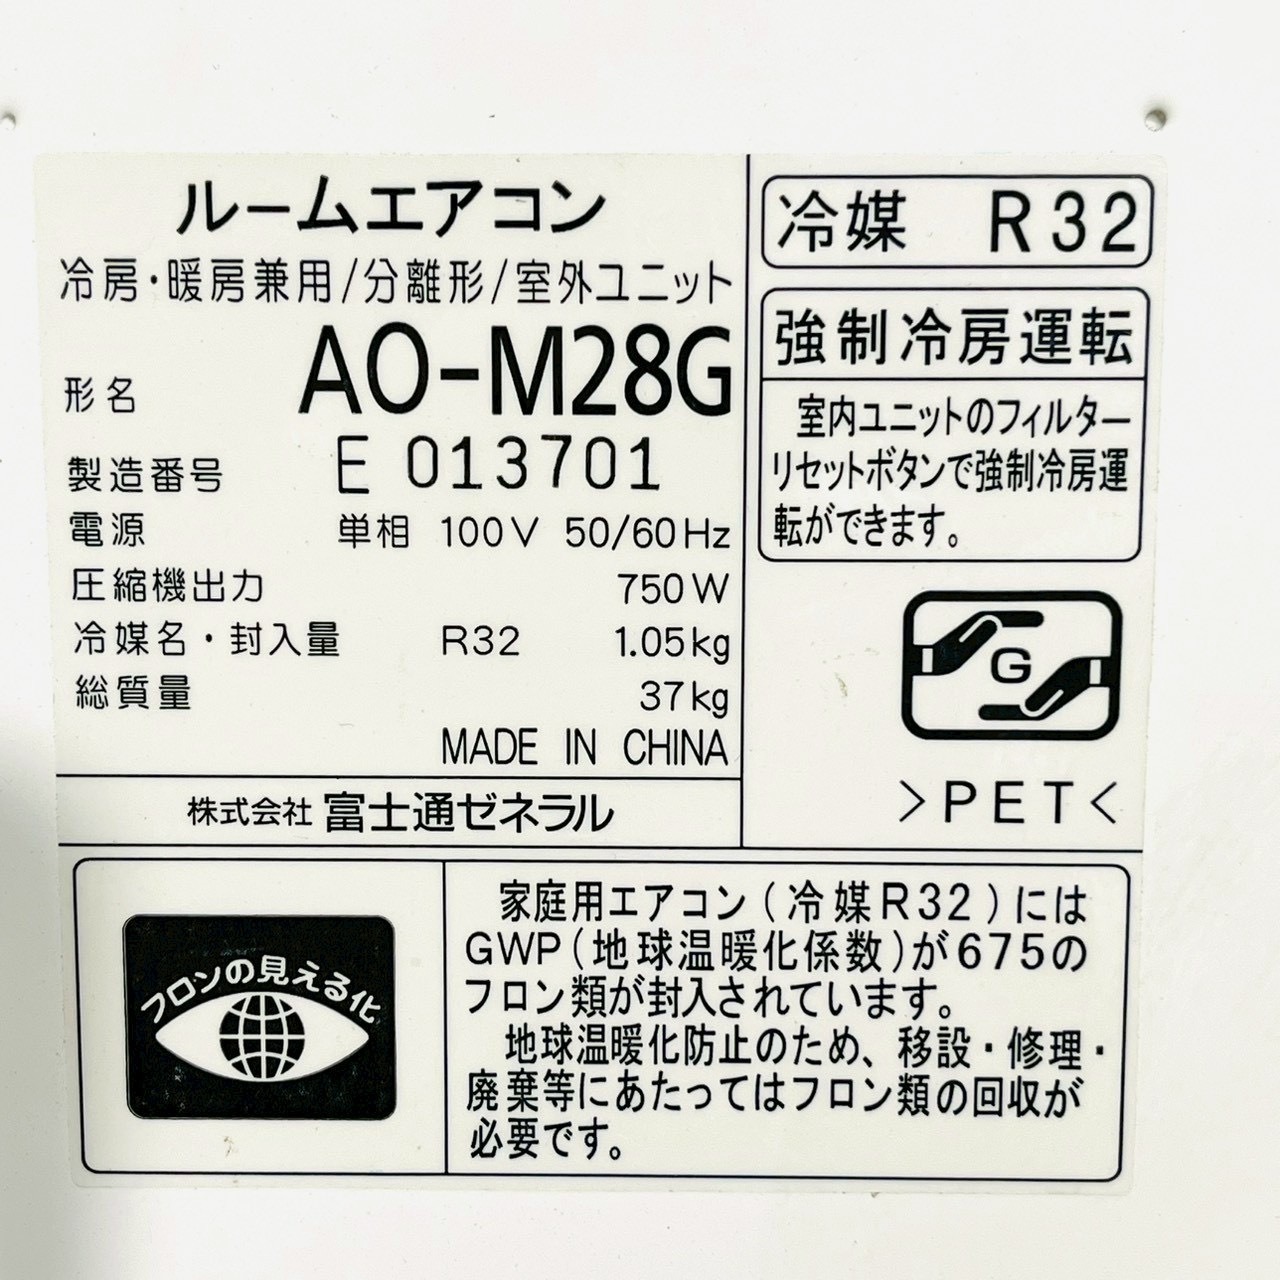 ルームエアコン
冷房・暖房兼用/分離形/室外ユニット
形名 AO-M28G
製造番号 E 013701
電源 単相 100V 50/60Hz
圧縮機出力 750W
冷媒名・封入量 R32 1.05kg
総質量 37kg
MADE IN CHINA
株式会社 富士通ゼネラル
冷媒 R32
強制冷房運転
室内ユニットのフィルター
リセットボタンで強制冷房運
転ができます。
G
>PET<
フロンの見える化
家庭用エアコン(冷媒R32)には
GWP(地球温暖化係数)が675の
フロン類が封入されています。
地球温暖化防止のため、移設・修理・
廃棄等にあたってはフロン類の回収が
必要です。